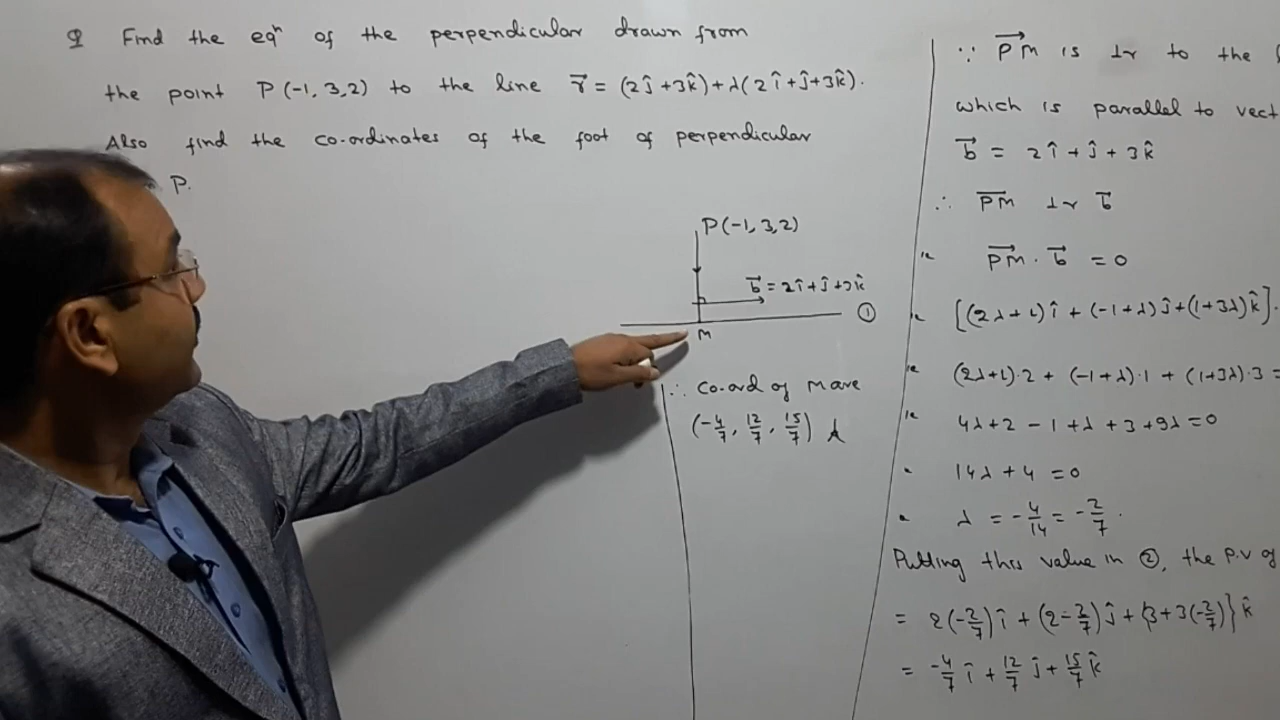 Q Find the eqⁿ of the perpendicular drawn from
the point P(-1, 3, 2) to the line r⃗ = (2ĵ+3k̂)+λ(2î+ĵ+3k̂).
Also find the co-ordinates of the foot of perpendicular
P.
P(-1, 3, 2)
b⃗ = 2î+ĵ+3k̂
①
M
∴ co-ord of M are
(-4/7, 12/7, 15/7)
∵ PM⃗ is ⊥r to the
which is parallel to vect
b⃗ = 2î+ĵ+3k̂
∴ PM⃗ ⊥r b⃗
ie PM⃗ . b⃗ = 0
ie [(2λ+1)î + (-1+λ)ĵ+(1+3λ)k̂].
ie (2λ+1)·2 + (-1+λ)·1 + (1+3λ)·3 =
ie 4λ+2 - 1 + λ + 3 + 9λ = 0
" 14λ + 4 = 0
" λ = -4/14 = -2/7 .
Putting this value in ②, the P.V of
= 2(-2/7)î + (2-2/7)ĵ + {3+3(-2/7)}k̂
= -4/7 î + 12/7 ĵ + 15/7 k̂